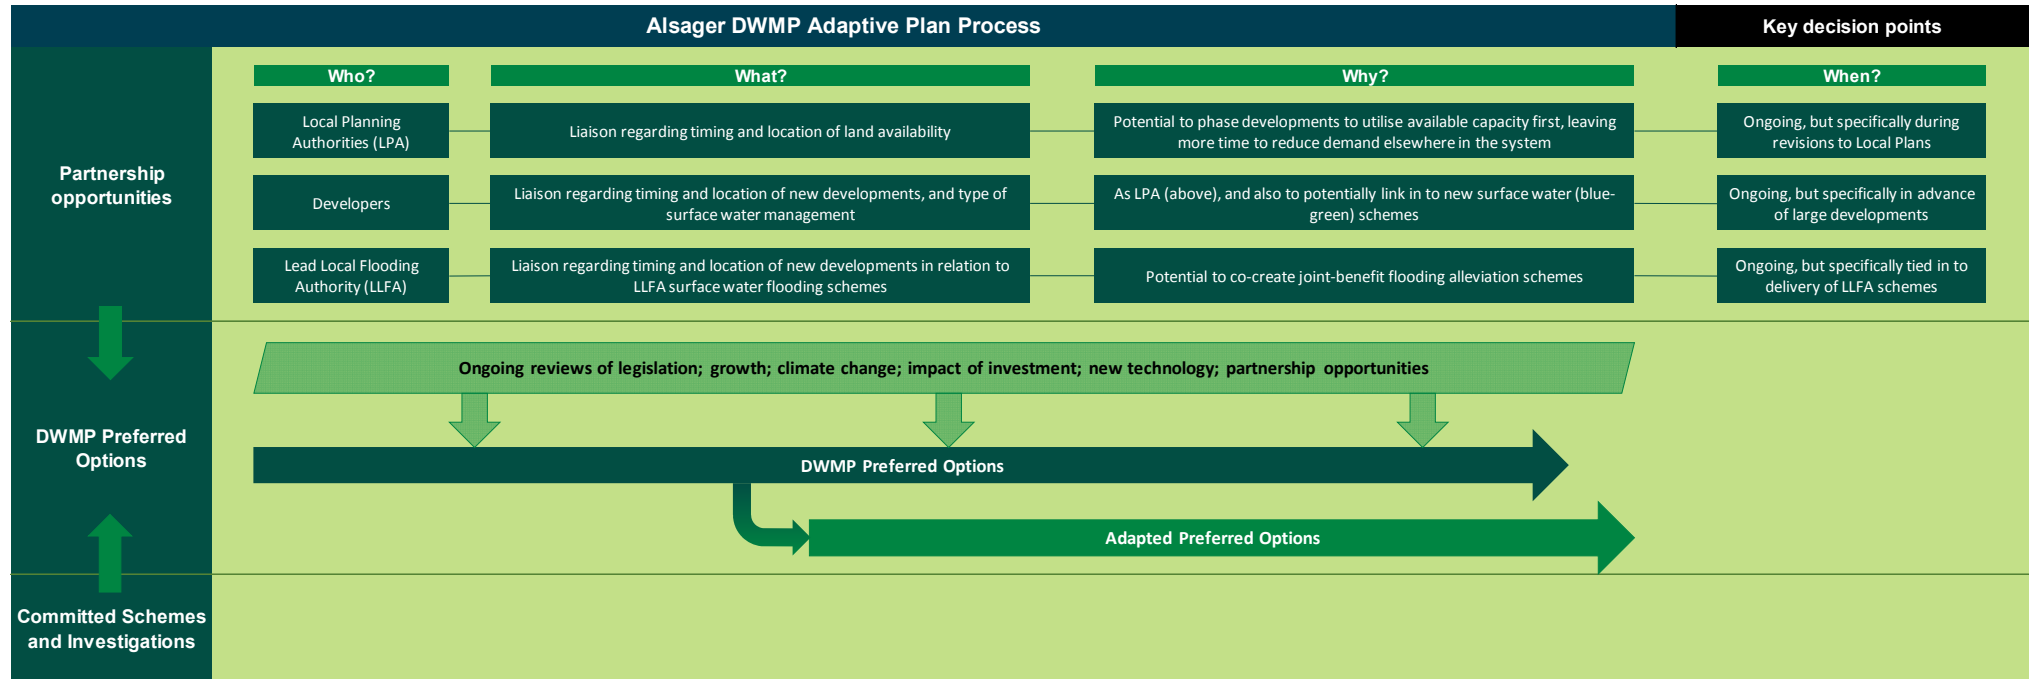 Alsager DWMP Adaptive Plan Process
Key decision points
Who?
What?
Why?
When?
Partnership
opportunities
Local Planning
Authorities (LPA)
Liaison regarding timing and location of land availability
Potential to phase developments to utilise available capacity first, leaving
more time to reduce demand elsewhere in the system
Ongoing, but specifically during
revisions to Local Plans
Developers
Liaison regarding timing and location of new developments, and type of
surface water management
As LPA (above), and also to potentially link in to new surface water (blue-
green) schemes
Ongoing, but specifically in advance
of large developments
Lead Local Flooding
Authority (LLFA)
Liaison regarding timing and location of new developments in relation to
LLFA surface water flooding schemes
Potential to co-create joint-benefit flooding alleviation schemes
Ongoing, but specifically tied in to
delivery of LLFA schemes
DWMP Preferred
Options
Ongoing reviews of legislation; growth; climate change; impact of investment; new technology; partnership opportunities
DWMP Preferred Options
Adapted Preferred Options
Committed Schemes
and Investigations